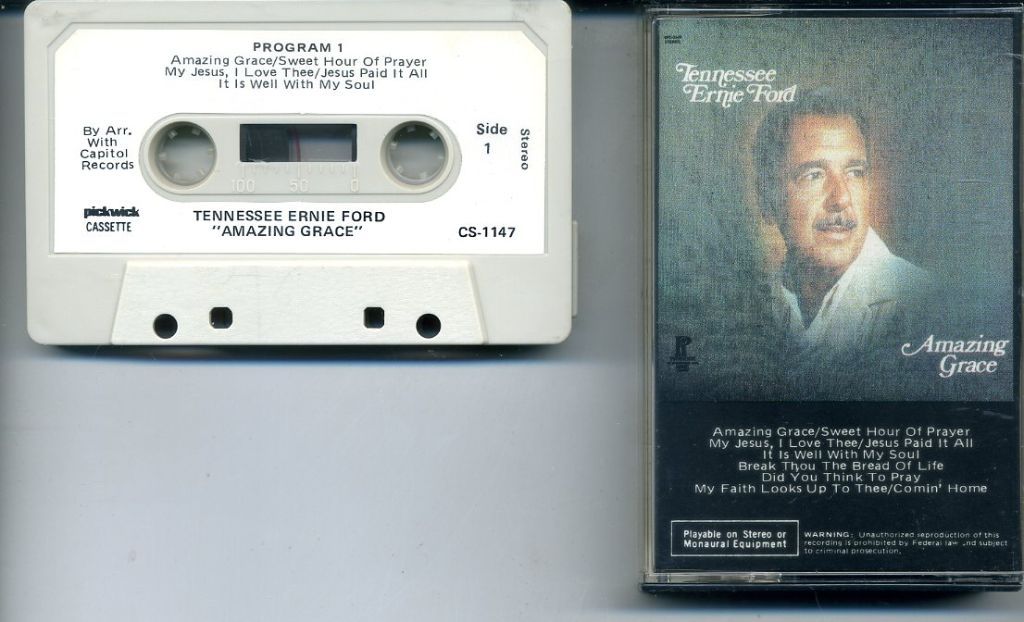 PROGRAM 1
Amazing Grace/Sweet Hour Of Prayer
My Jesus, I Love Thee/Jesus Paid It All
It Is Well With My Soul
By Arr.
With
Capitol
Records
Side
1
Stereo
100 50 0
pickwick
CASSETTE
TENNESSEE ERNIE FORD
"AMAZING GRACE"
CS-1147
Tennessee
Ernie Ford
Amazing
Grace
Amazing Grace/Sweet Hour Of Prayer
My Jesus, I Love Thee/Jesus Paid It All
It Is Well With My Soul
Break Thou The Bread Of Life
Did You Think To Pray
My Faith Looks Up To Thee/Comin' Home
Playable on Stereo or
Monaural Equipment
WARNING: Unauthorized reproduction of this
recording is prohibited by Federal law and subject
to criminal prosecution.